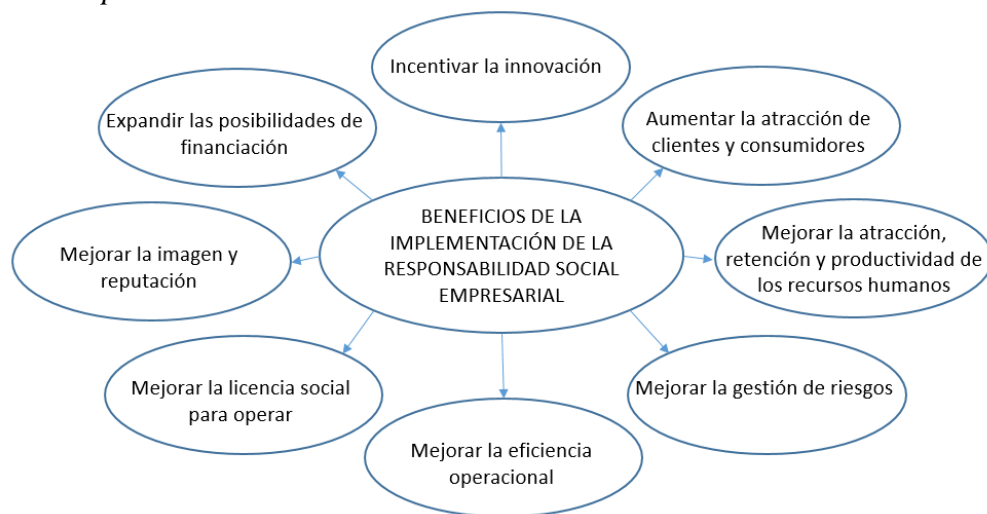 Incentivar la innovación
Expandir las posibilidades de
financiación
Aumentar la atracción de
clientes y consumidores
BENEFICIOS DE LA
IMPLEMENTACIÓN DE LA
RESPONSABILIDAD SOCIAL
EMPRESARIAL
Mejorar la imagen y
reputación
Mejorar la atracción,
retención y productividad de
los recursos humanos
Mejorar la licencia social
para operar
Mejorar la gestión de riesgos
Mejorar la eficiencia
operacional